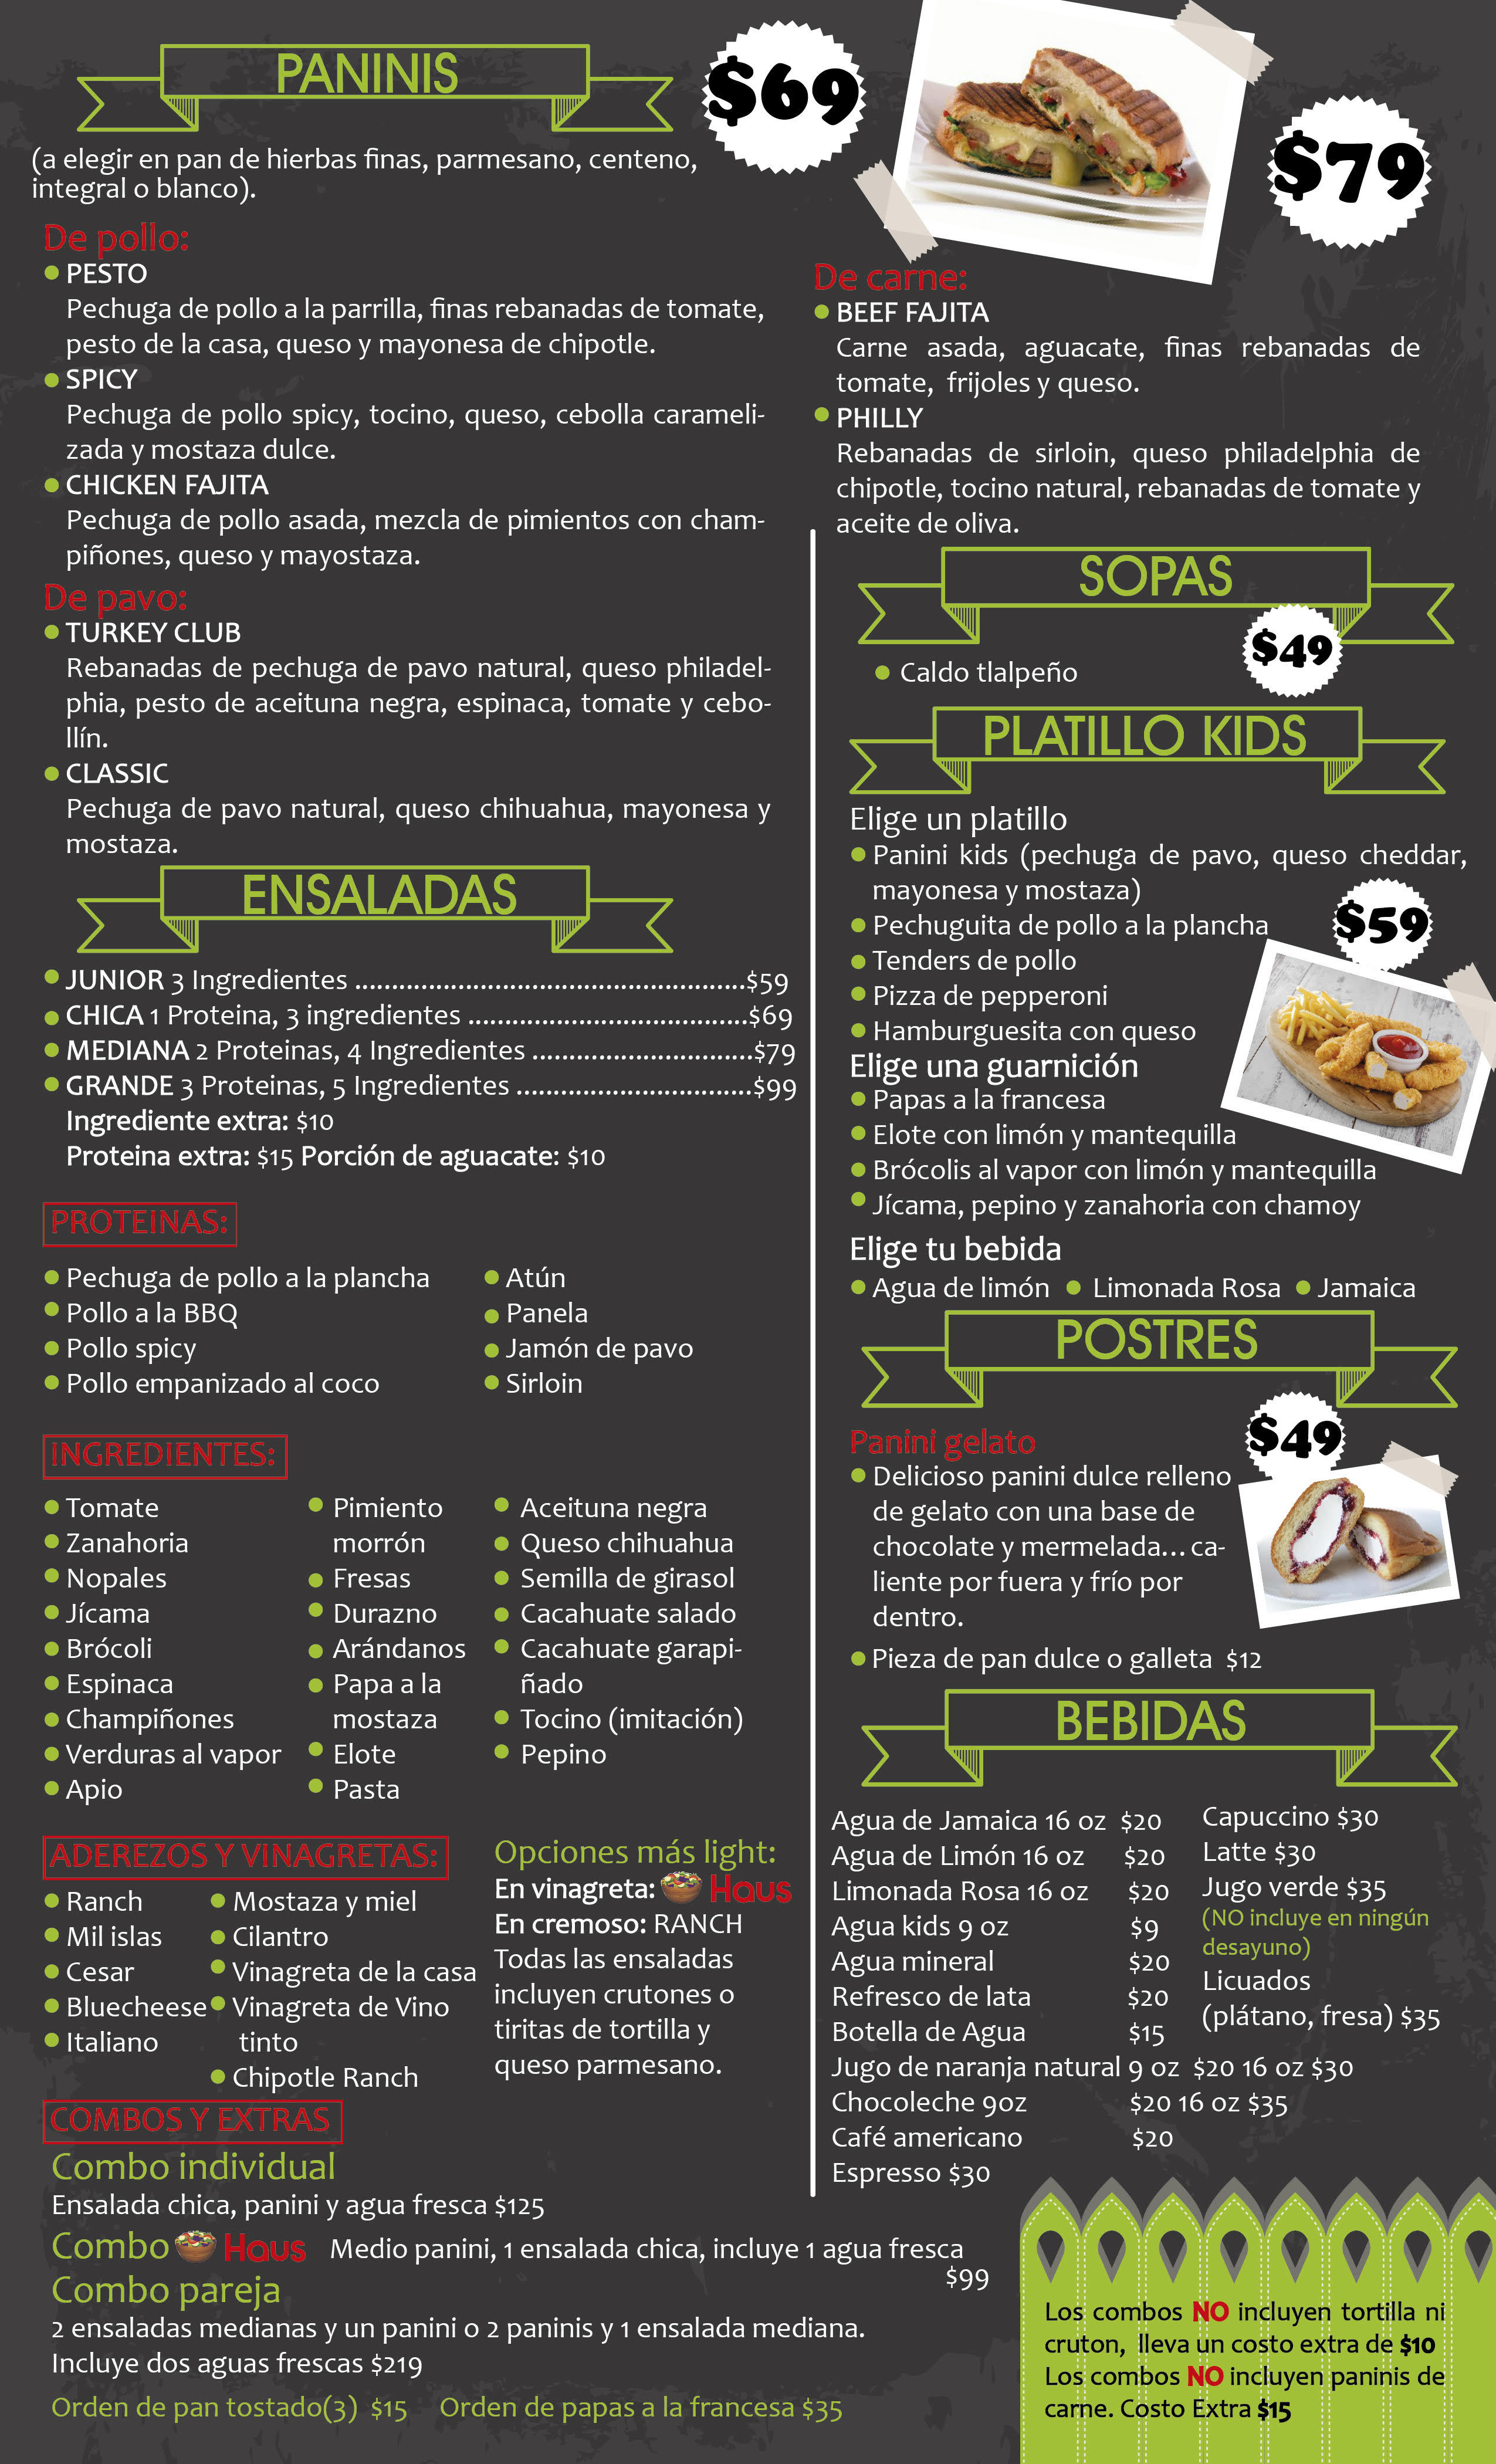 PANINIS
$69
(a elegir en pan de hierbas finas, parmesano, centeno,
integral o blanco).
De pollo:
PESTO
Pechuga de pollo a la parrilla, finas rebanadas de tomate,
pesto de la casa, queso y mayonesa de chipotle.
SPICY
Pechuga de pollo spicy, tocino, queso, cebolla carameli-
zada y mostaza dulce.
CHICKEN FAJITA
Pechuga de pollo asada, mezcla de pimientos con cham-
piñones, queso y mayostaza.
De pavo:
TURKEY CLUB
Rebanadas de pechuga de pavo natural, queso philadel-
phia, pesto de aceituna negra, espinaca, tomate y cebo-
llín.
CLASSIC
Pechuga de pavo natural, queso chihuahua, mayonesa y
mostaza.
$79
De carne:
BEEF FAJITA
Carne asada, aguacate, finas rebanadas de
tomate, frijoles y queso.
PHILLY
Rebanadas de sirloin, queso philadelphia de
chipotle, tocino natural, rebanadas de tomate y
aceite de oliva.
ENSALADAS
JUNIOR 3 Ingredientes .....................................................$59
CHICA 1 Proteina, 3 ingredientes ......................................$69
MEDIANA 2 Proteinas, 4 Ingredientes ..............................$79
GRANDE 3 Proteinas, 5 Ingredientes ................................$99
Ingrediente extra: $10
Proteina extra: $15 Porción de aguacate: $10
PROTEINAS:
Pechuga de pollo a la plancha
Pollo a la BBQ
Pollo spicy
Pollo empanizado al coco
Atún
Panela
Jamón de pavo
Sirloin
INGREDIENTES:
Tomate
Zanahoria
Nopales
Jícama
Brócoli
Espinaca
Champiñones
Verduras al vapor
Apio
Pimiento
morrón
Fresas
Durazno
Arándanos
Papa a la
mostaza
Elote
Pasta
Aceituna negra
Queso chihuahua
Semilla de girasol
Cacahuate salado
Cacahuate garapi-
ñado
Tocino (imitación)
Pepino
ADEREZOS Y VINAGRETAS:
Ranch
Mil islas
Cesar
Bluecheese
Italiano
Mostaza y miel
Cilantro
Vinagreta de la casa
Vinagreta de Vino
tinto
Chipotle Ranch
Opciones más light:
En vinagreta: Haus
En cremoso: RANCH
Todas las ensaladas
incluyen crutones o
tiritas de tortilla y
queso parmesano.
COMBOS Y EXTRAS
Combo individual
Ensalada chica, panini y agua fresca $125
Combo Haus Medio panini, 1 ensalada chica, incluye 1 agua fresca
$99
Combo pareja
2 ensaladas medianas y un panini o 2 paninis y 1 ensalada mediana.
Incluye dos aguas frescas $219
Orden de pan tostado(3) $15 Orden de papas a la francesa $35
SOPAS
$49
Caldo tlalpeño
PLATILLO KIDS
Elige un platillo
Panini kids (pechuga de pavo, queso cheddar,
mayonesa y mostaza)
$59
Pechuguita de pollo a la plancha
Tenders de pollo
Pizza de pepperoni
Hamburguesita con queso
Elige una guarnición
Papas a la francesa
Elote con limón y mantequilla
Brócolis al vapor con limón y mantequilla
Jícama, pepino y zanahoria con chamoy
Elige tu bebida
Agua de limón Limonada Rosa Jamaica
POSTRES
$49
Panini gelato
Delicioso panini dulce relleno
de gelato con una base de
chocolate y mermelada...ca-
liente por fuera y frío por
dentro.
Pieza de pan dulce o galleta $12
BEBIDAS
Agua de Jamaica 16 oz $20
Agua de Limón 16 oz $20
Limonada Rosa 16 oz $20
Agua kids 9 oz $9
Agua mineral $20
Refresco de lata $20
Botella de Agua $15
Jugo de naranja natural 9 oz $20 16 oz $30
Chocoleche 9oz $20 16 oz $35
Café americano $20
Espresso $30
Capuccino $30
Latte $30
Jugo verde $35
(NO incluye en ningún
desayuno)
Licuados
(plátano, fresa) $35
Los combos NO incluyen tortilla ni
cruton, lleva un costo extra de $10
Los combos NO incluyen paninis de
carne. Costo Extra $15